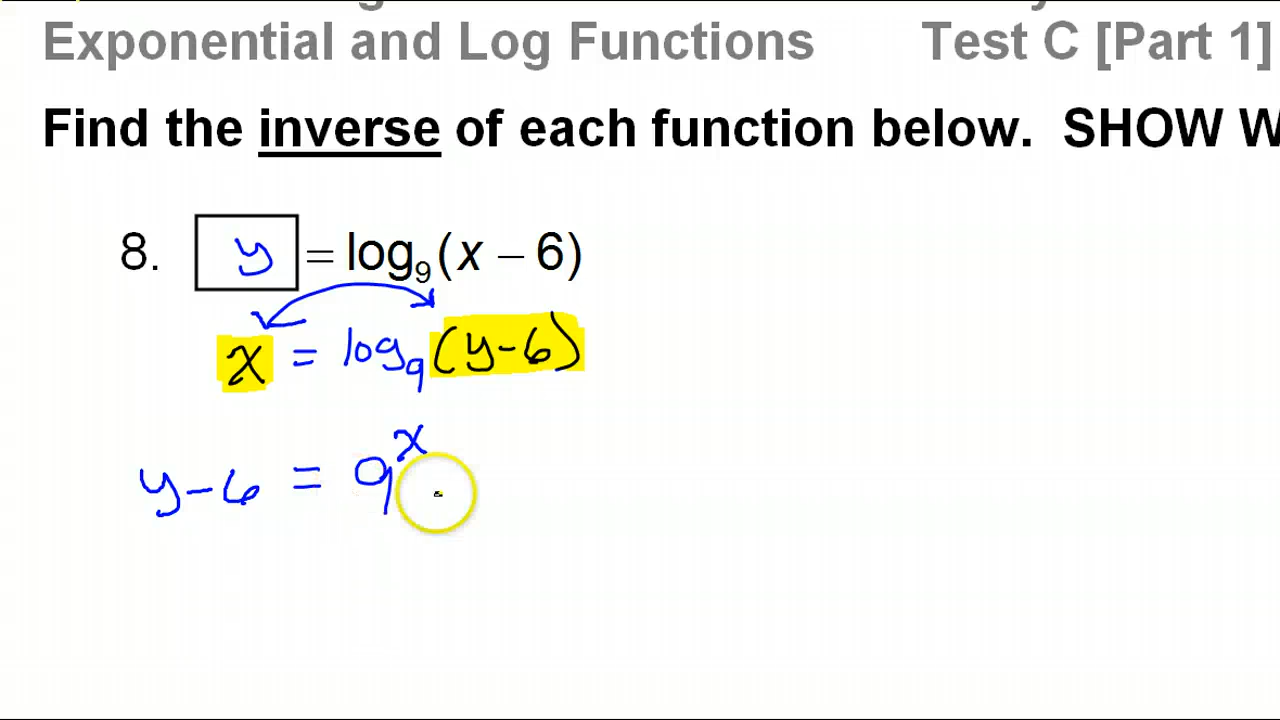 Exponential and Log Functions Test C [Part 1]
Find the inverse of each function below. SHOW
8. y = log₉(x – 6)
x = log₉(y-6)
y-6 = 9ˣ